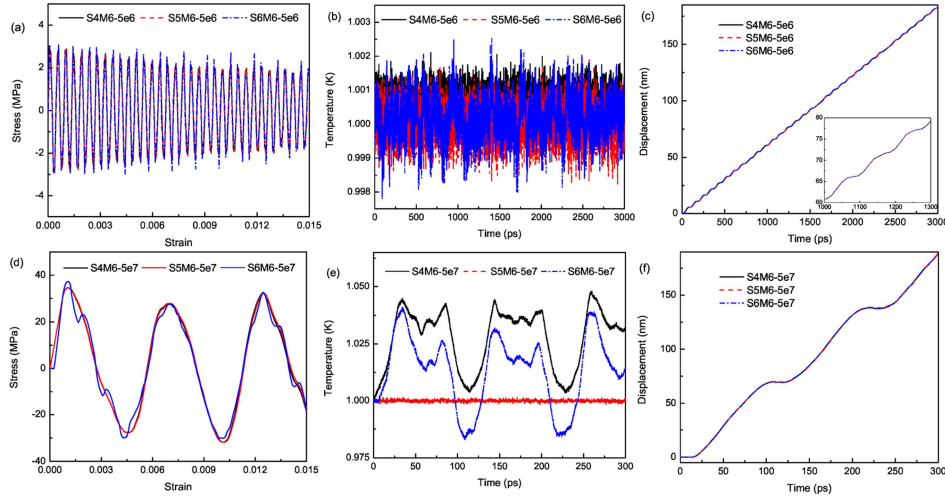 (a)
S4M6-5e6 S5M6-5e6 S6M6-5e6
Stress (MPa)
4
2
0
-2
-4
0.000 0.003 0.006 0.009 0.012 0.015
Strain
(b)
S4M6-5e6 S5M6-5e6 S6M6-5e6
Temperature (K)
1.003
1.002
1.001
1.000
0.999
0.998
0 500 1000 1500 2000 2500 3000
Time (ps)
(c)
S4M6-5e6
S5M6-5e6
S6M6-5e6
Displacement (nm)
175
150
125
100
75
50
25
0
80
75
70
65
60
1000 1100 1200 1300
0 500 1000 1500 2000 2500 3000
Time (ps)
(d)
S4M6-5e7 S5M6-5e7 S6M6-5e7
Stress (MPa)
40
20
0
-20
-40
0.000 0.003 0.006 0.009 0.012 0.015
Strain
(e)
S4M6-5e7 S5M6-5e7 S6M6-5e7
Temperature (K)
1.050
1.025
1.000
0.975
0 50 100 150 200 250 300
Time (ps)
(f)
S4M6-5e7
S5M6-5e7
S6M6-5e7
Displacement (nm)
150
100
50
0
0 50 100 150 200 250 300
Time (ps)